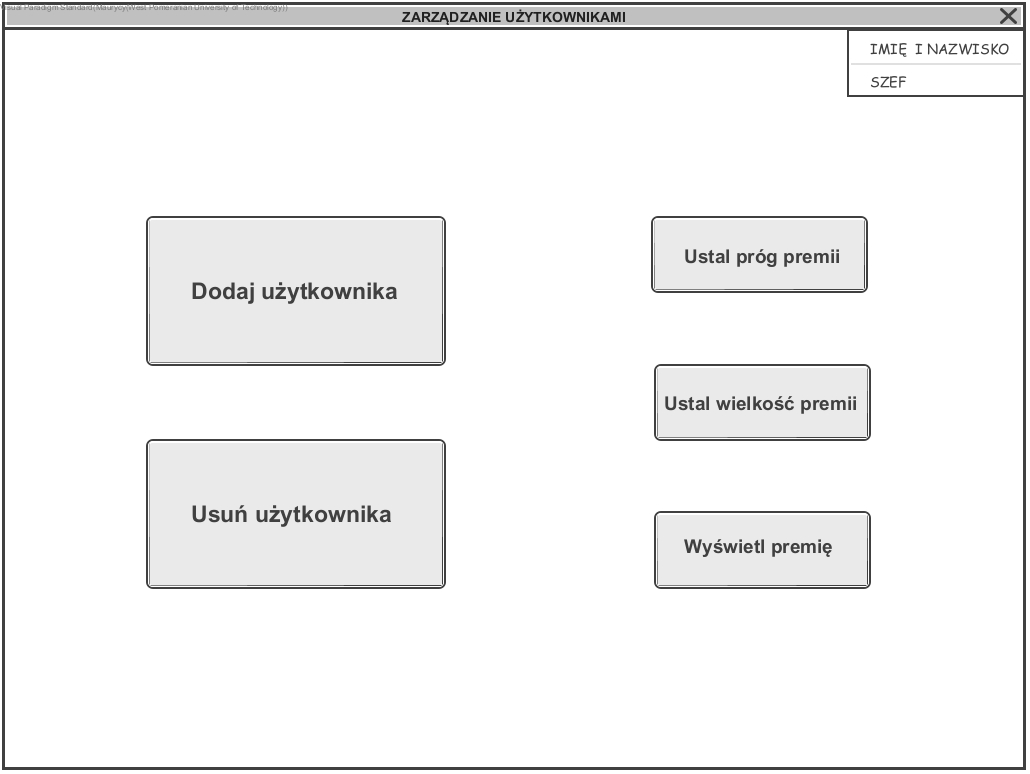 Visual Paradigm Standard(Maurycy(West Pomeranian University of Technology))
ZARZĄDZANIE UŻYTKOWNIKAMI
IMIĘ I NAZWISKO
SZEF
Dodaj użytkownika
Usuń użytkownika
Ustal próg premii
Ustal wielkość premii
Wyświetl premię